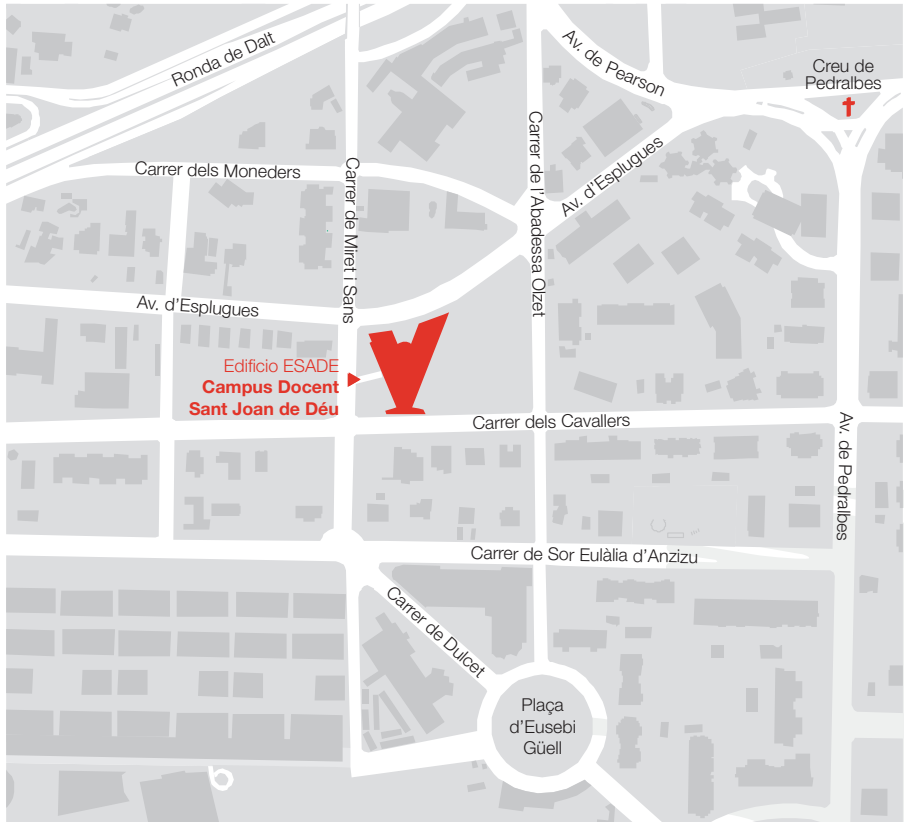 Ronda de Dalt
Av. de Pearson
Creu de
Pedralbes
Carrer dels Moneders
Carrer de Miret i Sans
Carrer de l'Abadessa Olzet
Av. d'Esplugues
Av. d'Esplugues
Edificio ESADE
Campus Docent
Sant Joan de Déu
Carrer dels Cavallers
Av. de Pedralbes
Carrer de Sor Eulàlia d'Anzizu
Carrer de Dulcet
Plaça
d'Eusebi
Güell